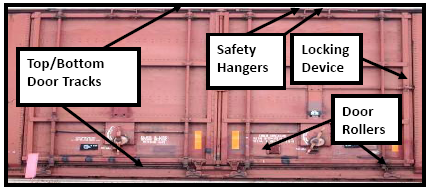 Top/Bottom
Door Tracks
Safety
Hangers
Locking
Device
Door
Rollers